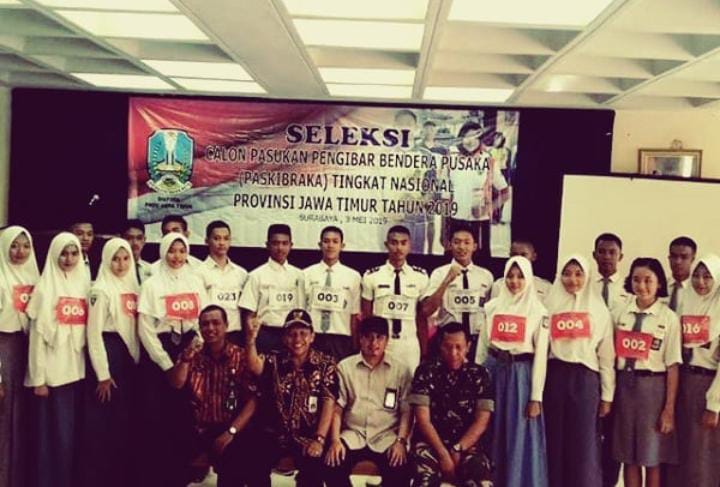 SELEKSI
CALON PASUKAN PENGIBAR BENDERA PUSAKA
(PASKIBRAKA) TINGKAT NASIONAL
PROVINSI JAWA TIMUR TAHUN 2019
SURABAYA, 3 MEI 2019
006
008
023
019
003
007
005
012
004
002
016